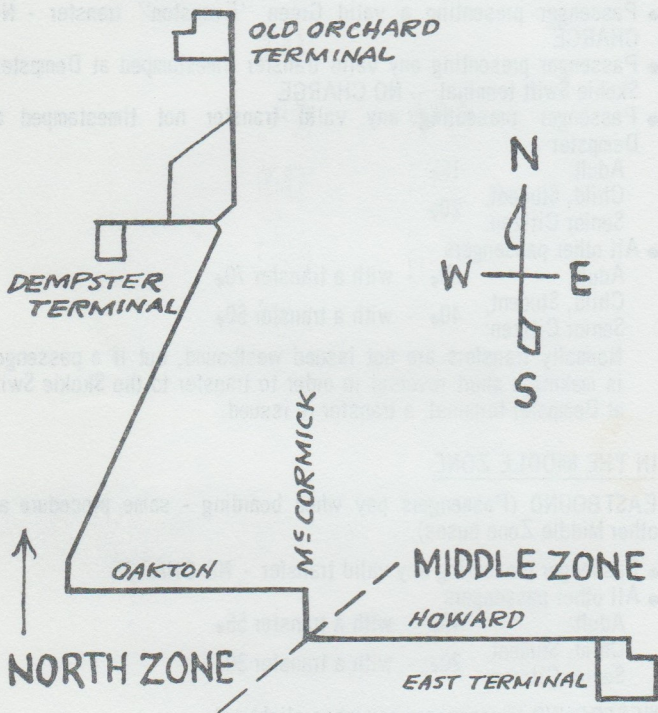 OLD ORCHARD
TERMINAL
DEMPSTER
TERMINAL
N
W
E
S
McCORMICK
OAKTON
MIDDLE ZONE
HOWARD
NORTH ZONE
EAST TERMINAL